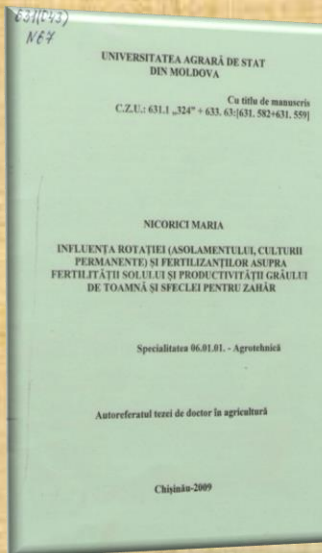 631(043)
N67
UNIVERSITATEA AGRARĂ DE STAT
DIN MOLDOVA
Cu titlu de manuscris
C.Z.U.: 631.1 „324” + 633. 63:[631. 582+631. 559]
NICORICI MARIA
INFLUENȚA ROTAȚIEI (ASOLAMENTULUI, CULTURII
PERMANENTE) ȘI FERTILIZANȚILOR ASUPRA
FERTILITĂȚII SOLULUI ȘI PRODUCTIVITĂȚII GRÂULUI
DE TOAMNĂ ȘI SFECLEI PENTRU ZAHĂR
Specialitatea 06.01.01. - Agrotehnică
Autoreferatul tezei de doctor în agricultură
Chișinău-2009